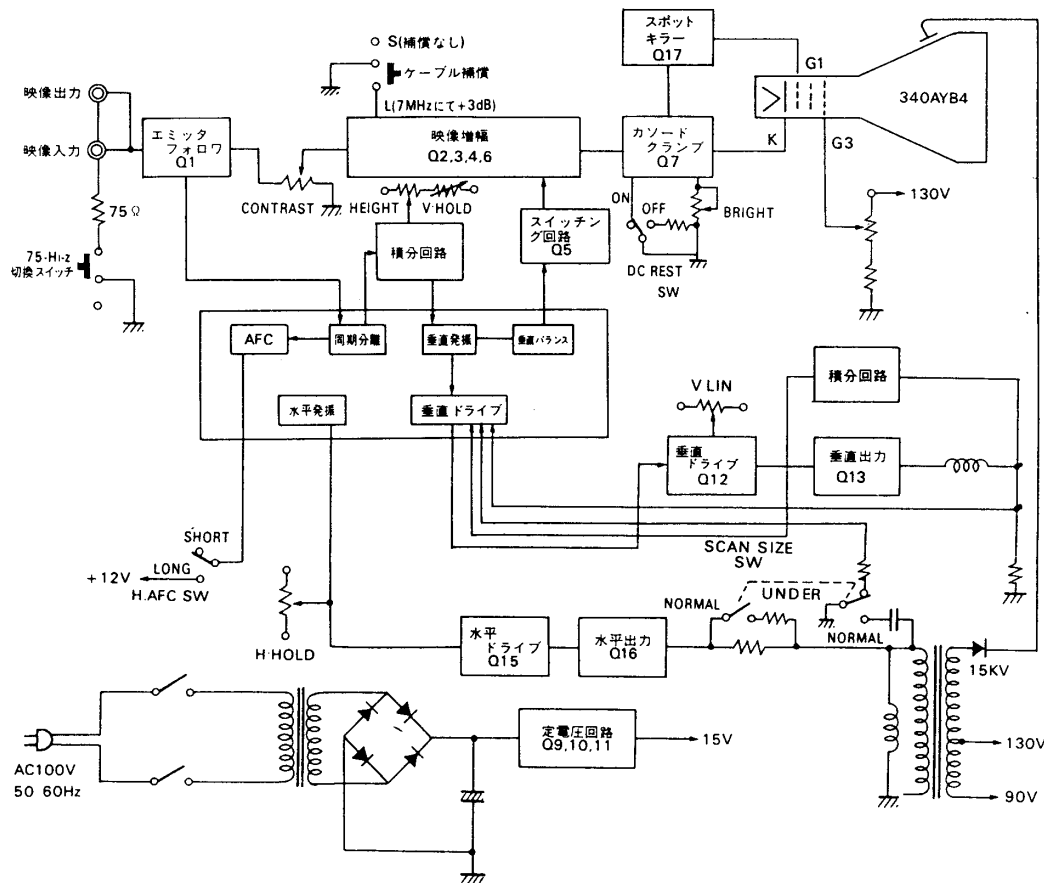 S(補償なし)
ケーブル補償
L(7MHzにて+3dB)
映像出力
映像入力
75Ω
75-Hi-z
切換スイッチ
エミッタ
フォロワ
Q1
CONTRAST
映像増幅
Q2,3,4,6
HEIGHT
V・HOLD
積分回路
スイッチン
グ回路
Q5
スポット
キラー
Q17
カソード
クランプ
Q7
ON
OFF
BRIGHT
DC REST
SW
G1
340AYB4
K
G3
130V
AFC
同期分離
垂直発振
垂直バランス
水平発振
垂直ドライブ
積分回路
V LIN
垂直
ドライブ
Q12
垂直出力
Q13
SHORT
LONG
+12V
H.AFC SW
H・HOLD
SCAN SIZE
SW
NORMAL
UNDER
NORMAL
水平
ドライブ
Q15
水平出力
Q16
15KV
130V
90V
AC100V
50 60Hz
定電圧回路
Q9,10,11
15V